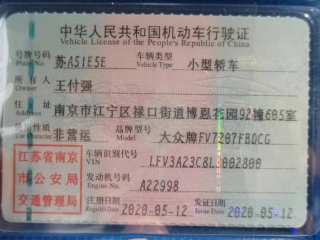 中华人民共和国机动车行驶证
Vehicle License of the People's Republic of China
号牌号码 苏A51E5E 车辆类型 小型轿车
Plate No. Vehicle Type
所有人 王付强
Owner
住址 南京市江宁区禄口街道博恩花园92幢605室
Address
使用性质 非营运 品牌型号 大众牌FV7207FBDCG
Use Character Model
江苏省南京
市公安局
交通管理局
车辆识别代号 LFV3A23C8L3002800
VIN
发动机号码 A22998
Engine No.
注册日期 2020-05-12 发证日期 2020-05-12
Register Date Issue Date